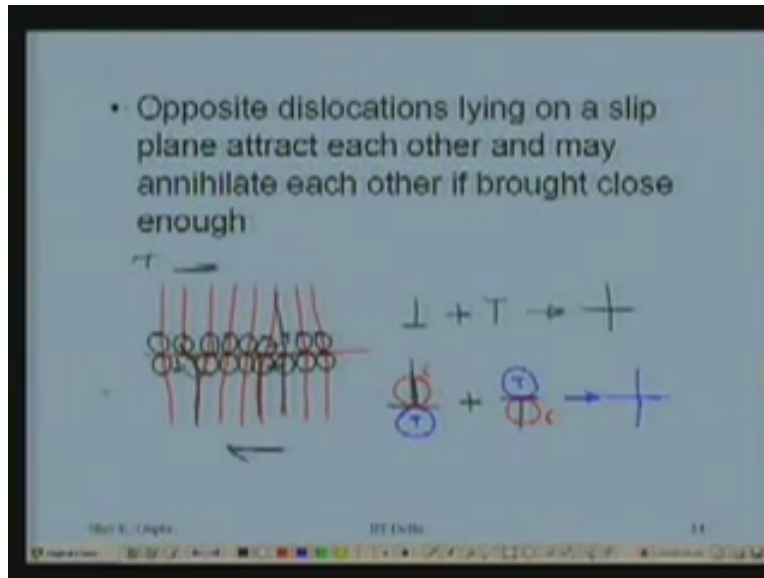 • Opposite dislocations lying on a slip
plane attract each other and may
annihilate each other if brought close
enough
τ →
⊥ + T → +
c T
+ →
T c
IIT Delhi
14